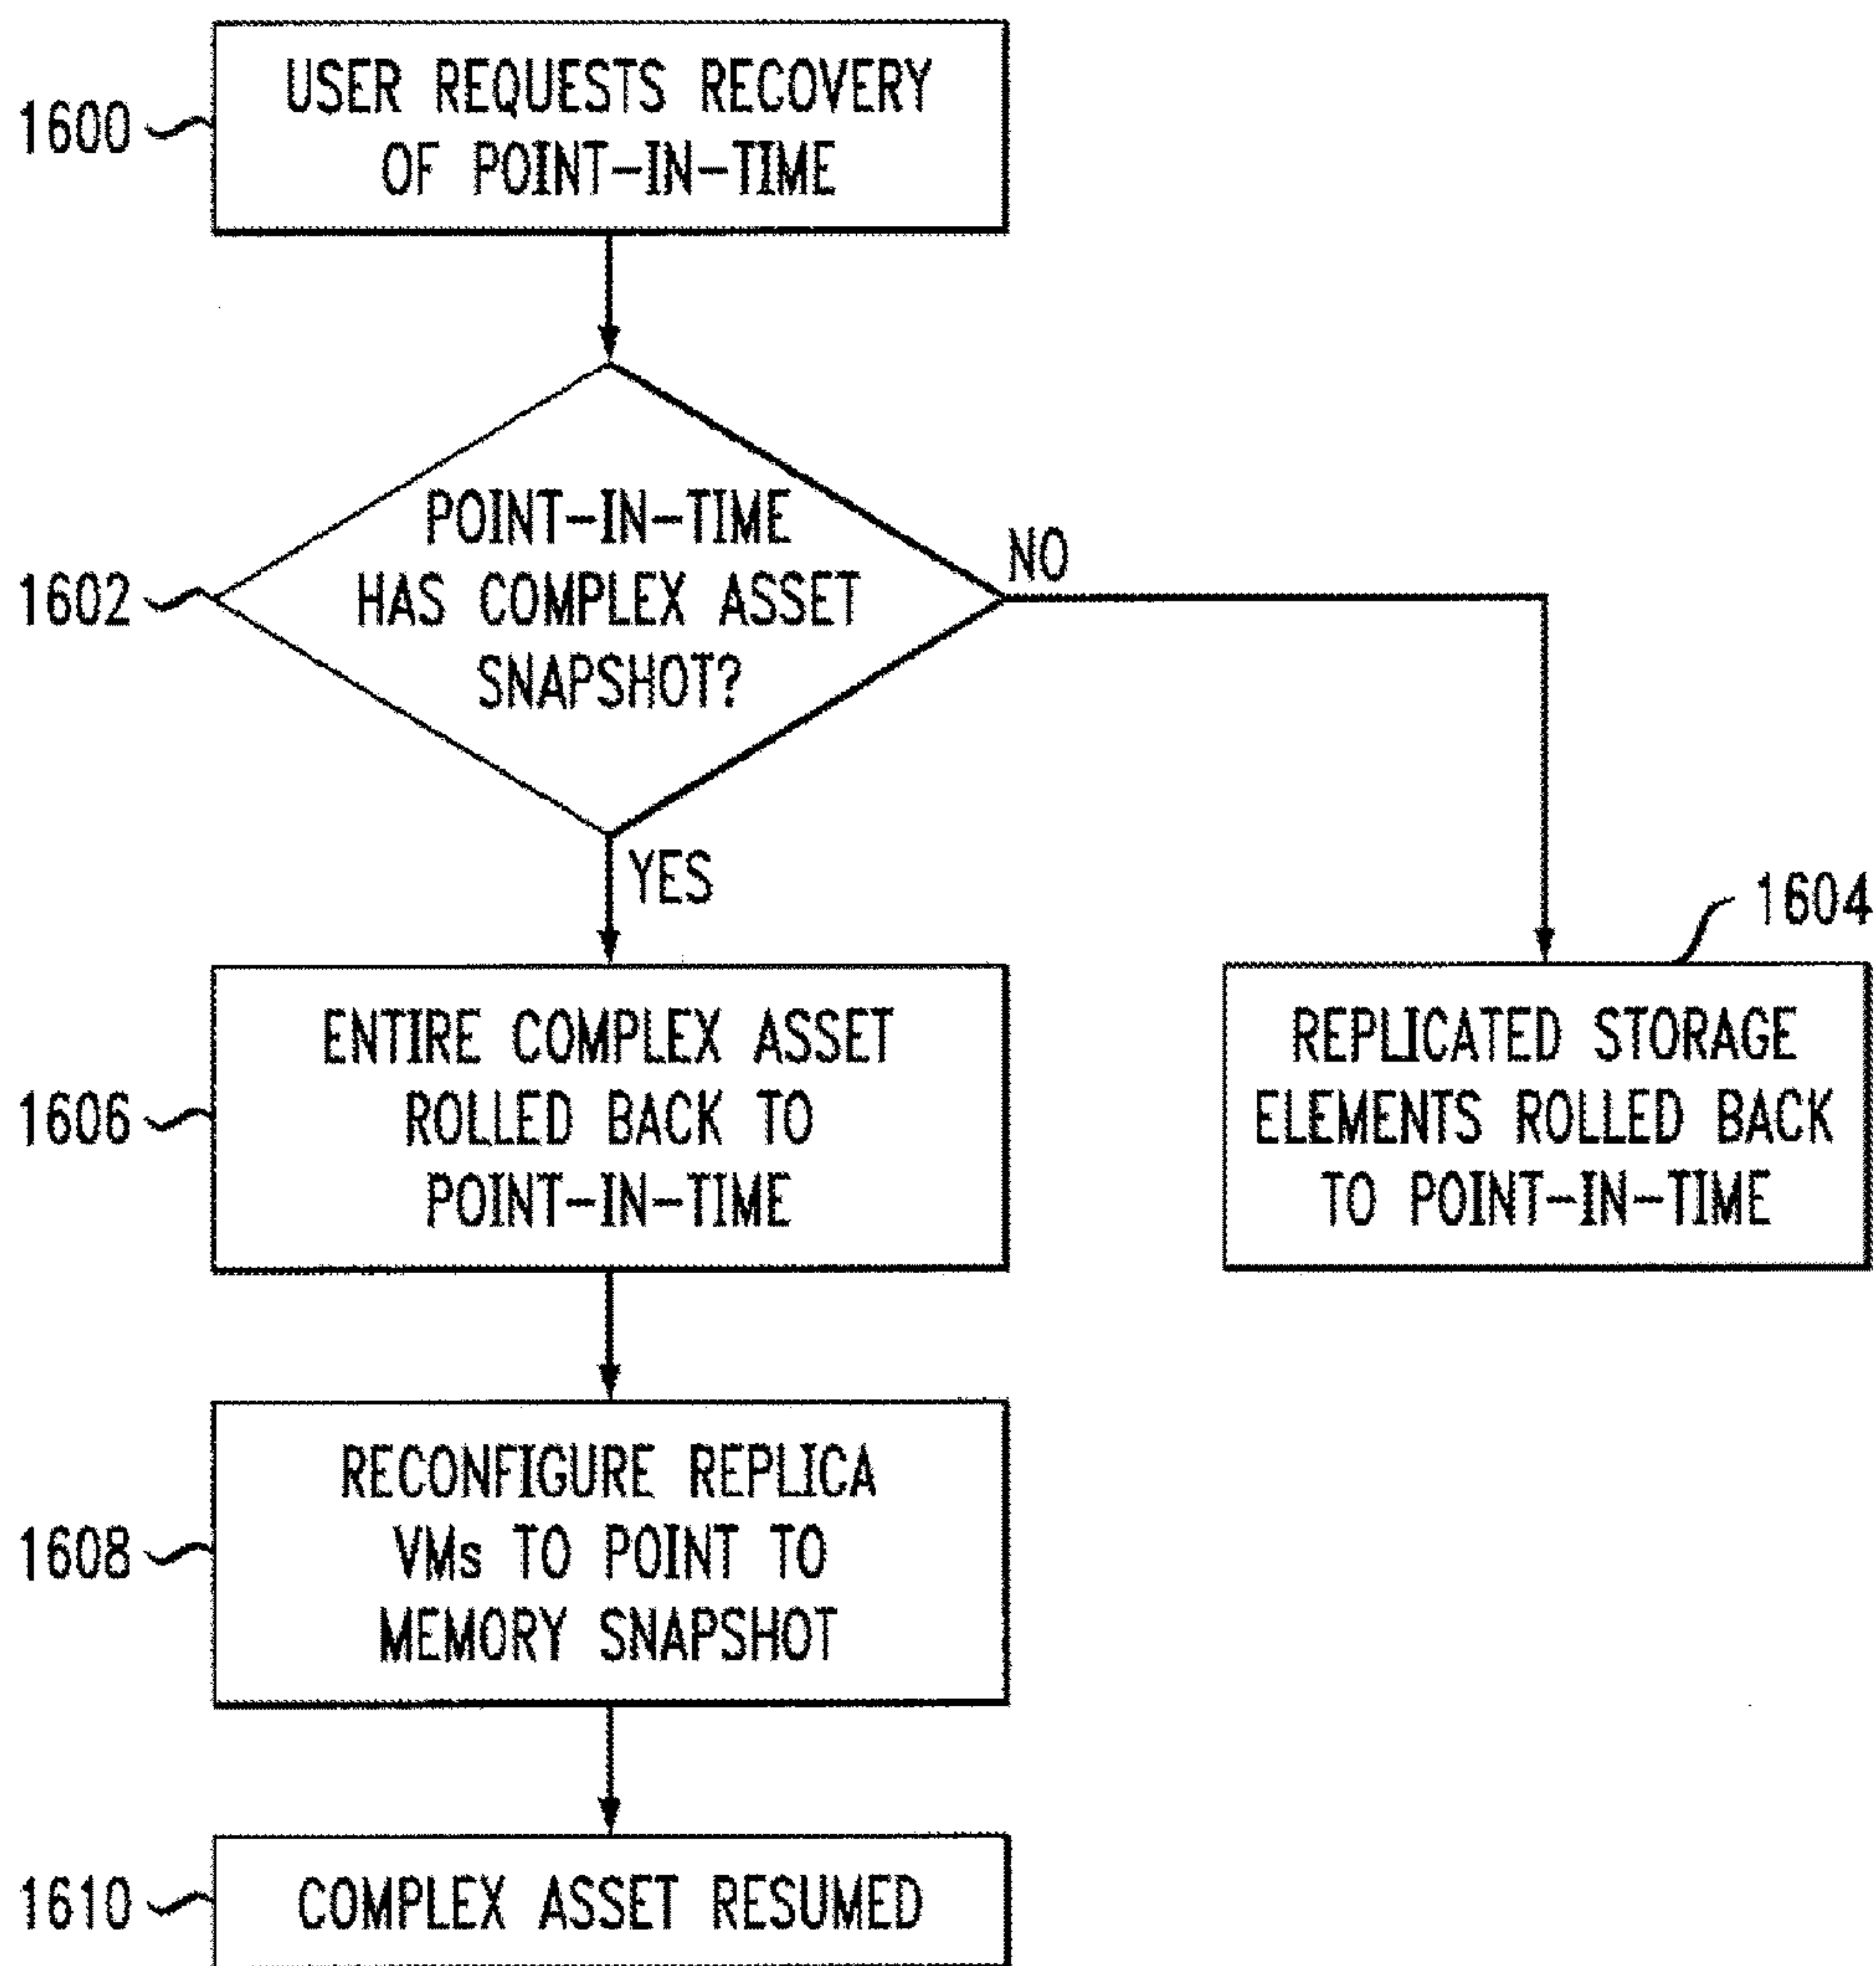 USER REQUESTS RECOVERY
OF POINT-IN-TIME
1600
POINT-IN-TIME
HAS COMPLEX ASSET
SNAPSHOT?
1602
NO
YES
1604
REPLICATED STORAGE
ELEMENTS ROLLED BACK
TO POINT-IN-TIME
ENTIRE COMPLEX ASSET
ROLLED BACK TO
POINT-IN-TIME
1606
RECONFIGURE REPLICA
VMs TO POINT TO
MEMORY SNAPSHOT
1608
COMPLEX ASSET RESUMED
1610